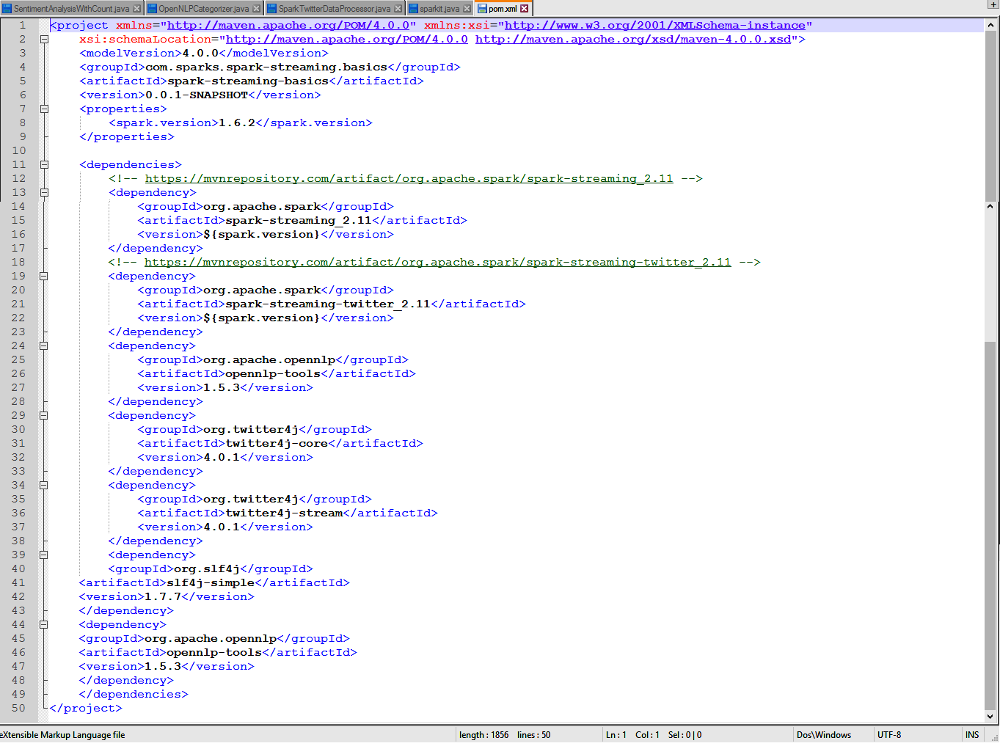 SentimentAnalysisWithCount.java OpenNLPCategorizer.java SparkTwitterDataProcessor.java sparkit.java pom.xml
1 <project xmlns="http://maven.apache.org/POM/4.0.0" xmlns:xsi="http://www.w3.org/2001/XMLSchema-instance"
2 xsi:schemaLocation="http://maven.apache.org/POM/4.0.0 http://maven.apache.org/xsd/maven-4.0.0.xsd">
3 <modelVersion>4.0.0</modelVersion>
4 <groupId>com.sparks.spark-streaming.basics</groupId>
5 <artifactId>spark-streaming-basics</artifactId>
6 <version>0.0.1-SNAPSHOT</version>
7 <properties>
8 <spark.version>1.6.2</spark.version>
9 </properties>
10
11 <dependencies>
12 <!-- https://mvnrepository.com/artifact/org.apache.spark/spark-streaming_2.11 -->
13 <dependency>
14 <groupId>org.apache.spark</groupId>
15 <artifactId>spark-streaming_2.11</artifactId>
16 <version>${spark.version}</version>
17 </dependency>
18 <!-- https://mvnrepository.com/artifact/org.apache.spark/spark-streaming-twitter_2.11 -->
19 <dependency>
20 <groupId>org.apache.spark</groupId>
21 <artifactId>spark-streaming-twitter_2.11</artifactId>
22 <version>${spark.version}</version>
23 </dependency>
24 <dependency>
25 <groupId>org.apache.opennlp</groupId>
26 <artifactId>opennlp-tools</artifactId>
27 <version>1.5.3</version>
28 </dependency>
29 <dependency>
30 <groupId>org.twitter4j</groupId>
31 <artifactId>twitter4j-core</artifactId>
32 <version>4.0.1</version>
33 </dependency>
34 <dependency>
35 <groupId>org.twitter4j</groupId>
36 <artifactId>twitter4j-stream</artifactId>
37 <version>4.0.1</version>
38 </dependency>
39 <dependency>
40 <groupId>org.slf4j</groupId>
41 <artifactId>slf4j-simple</artifactId>
42 <version>1.7.7</version>
43 </dependency>
44 <dependency>
45 <groupId>org.apache.opennlp</groupId>
46 <artifactId>opennlp-tools</artifactId>
47 <version>1.5.3</version>
48 </dependency>
49 </dependencies>
50 </project>
eXtensible Markup Language file length : 1856 lines : 50 Ln : 1 Col : 1 Sel : 0 | 0 Dos\Windows UTF-8 INS